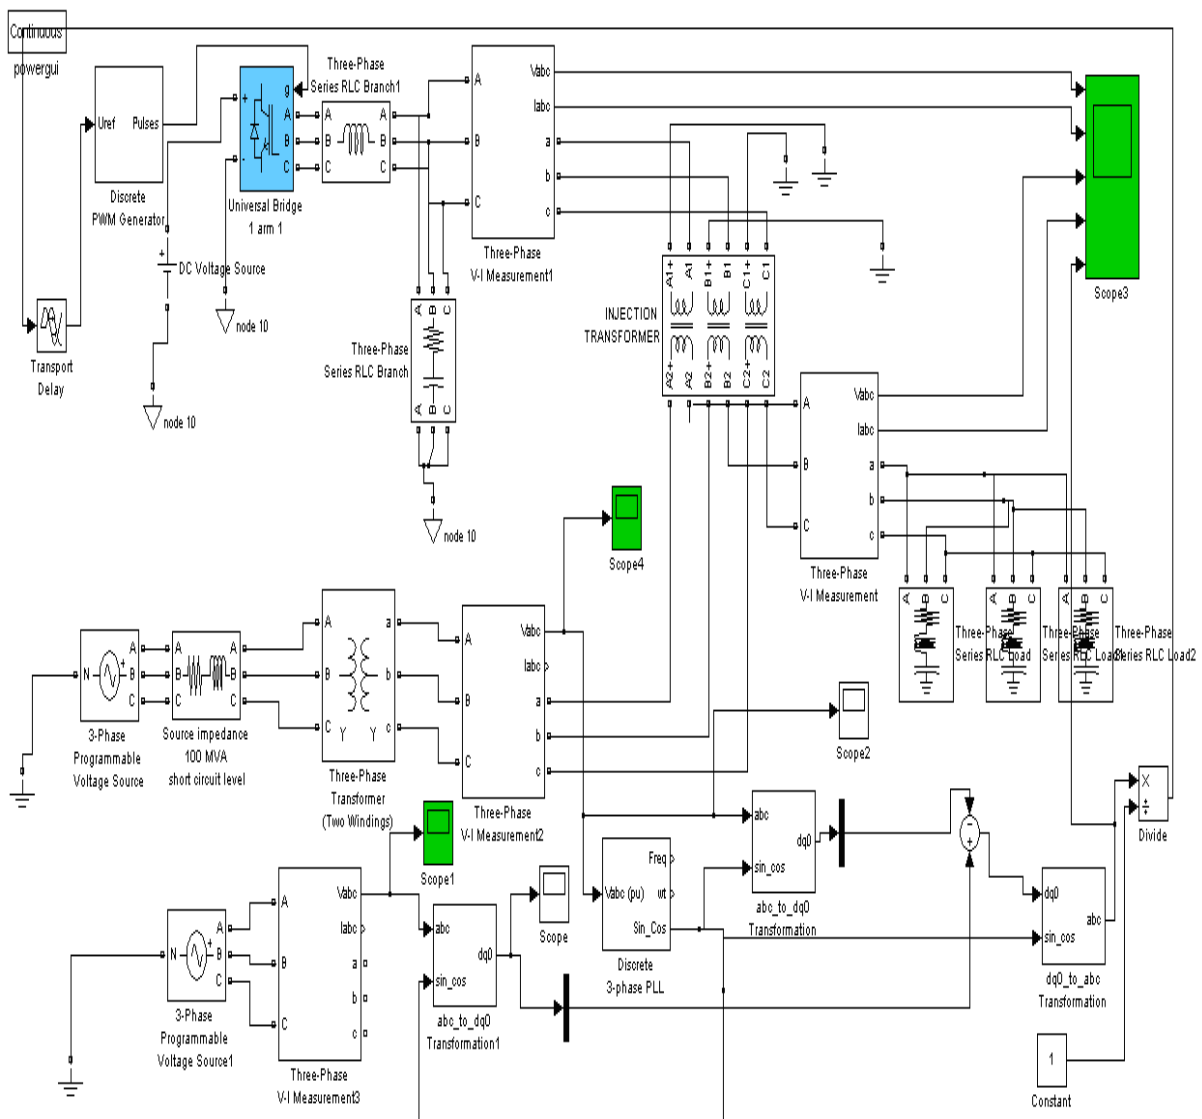 Continuous
powergui
Uref
Pulses
Discrete
PWM Generator
+
-
g
A
B
C
Universal Bridge
1 arm 1
Three-Phase
Series RLC Branch1
A
B
C
A
B
C
A
B
C
Vabc
Iabc
a
b
c
Three-Phase
V-I Measurement1
Scope3
+
DC Voltage Source
node 10
node 10
Transport
Delay
A
B
C
Three-Phase
Series RLC Branch
A
B
C
node 10
INJECTION
TRANSFORMER
A1+
A1
B1+
B1
C1+
C1
A2+
A2
B2+
B2
C2+
C2
A
B
C
Vabc
Iabc
a
b
c
Three-Phase
V-I Measurement
Scope4
A
B
C
Three-Phase
Series RLC Load
A
B
C
Three-Phase
Series RLC Load1
A
B
C
Three-Phase
Series RLC Load2
N
+
A
B
C
3-Phase
Programmable
Voltage Source
A
B
C
A
B
C
Source impedance
100 MVA
short circuit level
A
B
C
a
b
c
Y
Y
Three-Phase
Transformer
(Two Windings)
A
B
C
Vabc
Iabc
a
b
c
Three-Phase
V-I Measurement2
Scope2
Scope1
N
+
A
B
C
3-Phase
Programmable
Voltage Source1
A
B
C
Vabc
Iabc
a
b
c
Three-Phase
V-I Measurement3
abc
sin_cos
dq0
abc_to_dq0
Transformation1
Scope
Vabc (pu)
Freq
wt
Sin_Cos
Discrete
3-phase PLL
abc
sin_cos
dq0
abc_to_dq0
Transformation
-
+
dq0
sin_cos
abc
dq0_to_abc
Transformation
×
÷
Divide
1
Constant